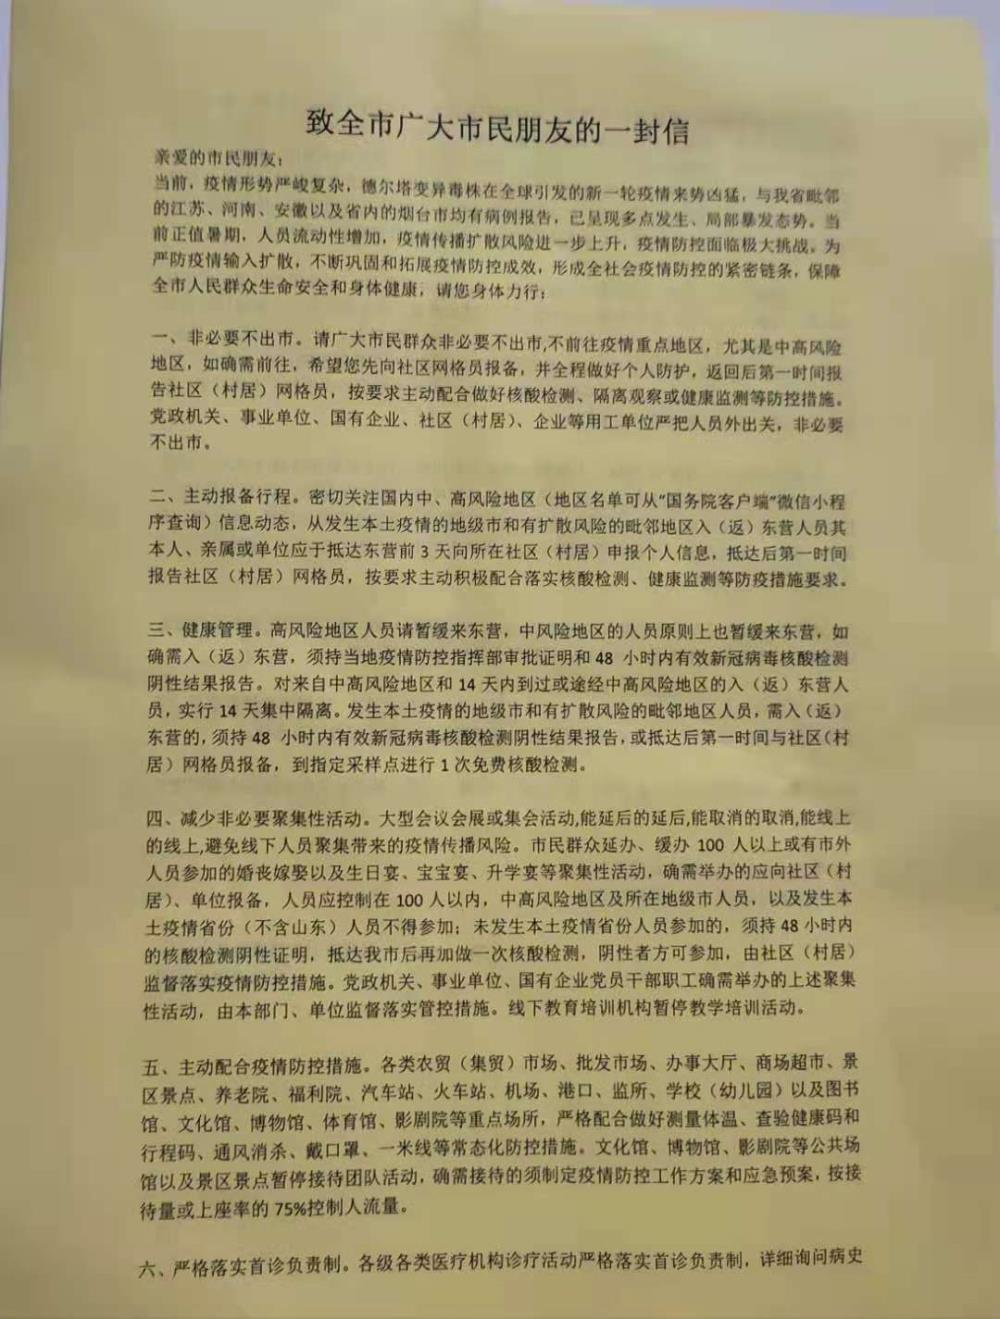 致全市广大市民朋友的一封信
亲爱的市民朋友：
当前，疫情形势严峻复杂，德尔塔变异毒株在全球引发的新一轮疫情来势凶猛，与我省毗邻
的江苏、河南、安徽以及省内的烟台市均有病例报告，已呈现多点发生、局部暴发态势。当
前正值暑期，人员流动性增加，疫情传播扩散风险进一步上升，疫情防控面临极大挑战。为
严防疫情输入扩散，不断巩固和拓展疫情防控成效，形成全社会疫情防控的紧密链条，保障
全市人民群众生命安全和身体健康，请您身体力行：
一、非必要不出市。请广大市民群众非必要不出市,不前往疫情重点地区，尤其是中高风险
地区，如确需前往，希望您先向社区网格员报备，并全程做好个人防护，返回后第一时间报
告社区（村居）网格员，按要求主动配合做好核酸检测、隔离观察或健康监测等防控措施。
党政机关、事业单位、国有企业、社区（村居）、企业等用工单位严把人员外出关，非必要
不出市。
二、主动报备行程。密切关注国内中、高风险地区（地区名单可从“国务院客户端”微信小程
序查询）信息动态，从发生本土疫情的地级市和有扩散风险的毗邻地区入（返）东营人员其
本人、亲属或单位应于抵达东营前 3 天向所在社区（村居）申报个人信息，抵达后第一时间
报告社区（村居）网格员，按要求主动积极配合落实核酸检测、健康监测等防疫措施要求。
三、健康管理。高风险地区人员请暂缓来东营，中风险地区的人员原则上也暂缓来东营，如
确需入（返）东营，须持当地疫情防控指挥部审批证明和 48 小时内有效新冠病毒核酸检测
阴性结果报告。对来自中高风险地区和 14 天内到过或途经中高风险地区的入（返）东营人
员，实行 14 天集中隔离。发生本土疫情的地级市和有扩散风险的毗邻地区人员，需入（返）
东营的，须持 48 小时内有效新冠病毒核酸检测阴性结果报告，或抵达后第一时间与社区（村
居）网格员报备，到指定采样点进行 1 次免费核酸检测。
四、减少非必要聚集性活动。大型会议会展或集会活动,能延后的延后,能取消的取消,能线上
的线上,避免线下人员聚集带来的疫情传播风险。市民群众延办、缓办 100 人以上或有市外
人员参加的婚丧嫁娶以及生日宴、宝宝宴、升学宴等聚集性活动，确需举办的应向社区（村
居）、单位报备，人员应控制在 100 人以内，中高风险地区及所在地级市人员，以及发生本
土疫情省份（不含山东）人员不得参加；未发生本土疫情省份人员参加的，须持 48 小时内
的核酸检测阴性证明，抵达我市后再加做一次核酸检测，阴性者方可参加，由社区（村居）
监督落实疫情防控措施。党政机关、事业单位、国有企业党员干部职工确需举办的上述聚集
性活动，由本部门、单位监督落实管控措施。线下教育培训机构暂停教学培训活动。
五、主动配合疫情防控措施。各类农贸（集贸）市场、批发市场、办事大厅、商场超市、景
区景点、养老院、福利院、汽车站、火车站、机场、港口、监所、学校（幼儿园）以及图书
馆、文化馆、博物馆、体育馆、影剧院等重点场所，严格配合做好测量体温、查验健康码和
行程码、通风消杀、戴口罩、一米线等常态化防控措施。文化馆、博物馆、影剧院等公共场
馆以及景区景点暂停接待团队活动，确需接待的须制定疫情防控工作方案和应急预案，按接
待量或上座率的 75%控制人流量。
六、严格落实首诊负责制。各级各类医疗机构诊疗活动严格落实首诊负责制，详细询问病史